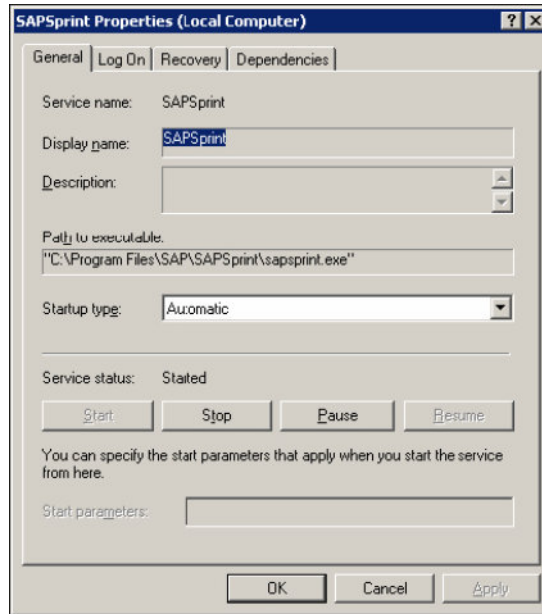 SAPSprint Properties (Local Computer)
General Log On Recovery Dependencies
Service name: SAPSprint
Display name: SAPSprint
Description:
Path to executable:
"C:\Program Files\SAP\SAPSprint\sapsprint.exe"
Startup type: Automatic
Service status: Started
Start Stop Pause Resume
You can specify the start parameters that apply when you start the service
from here.
Start parameters:
OK Cancel Apply